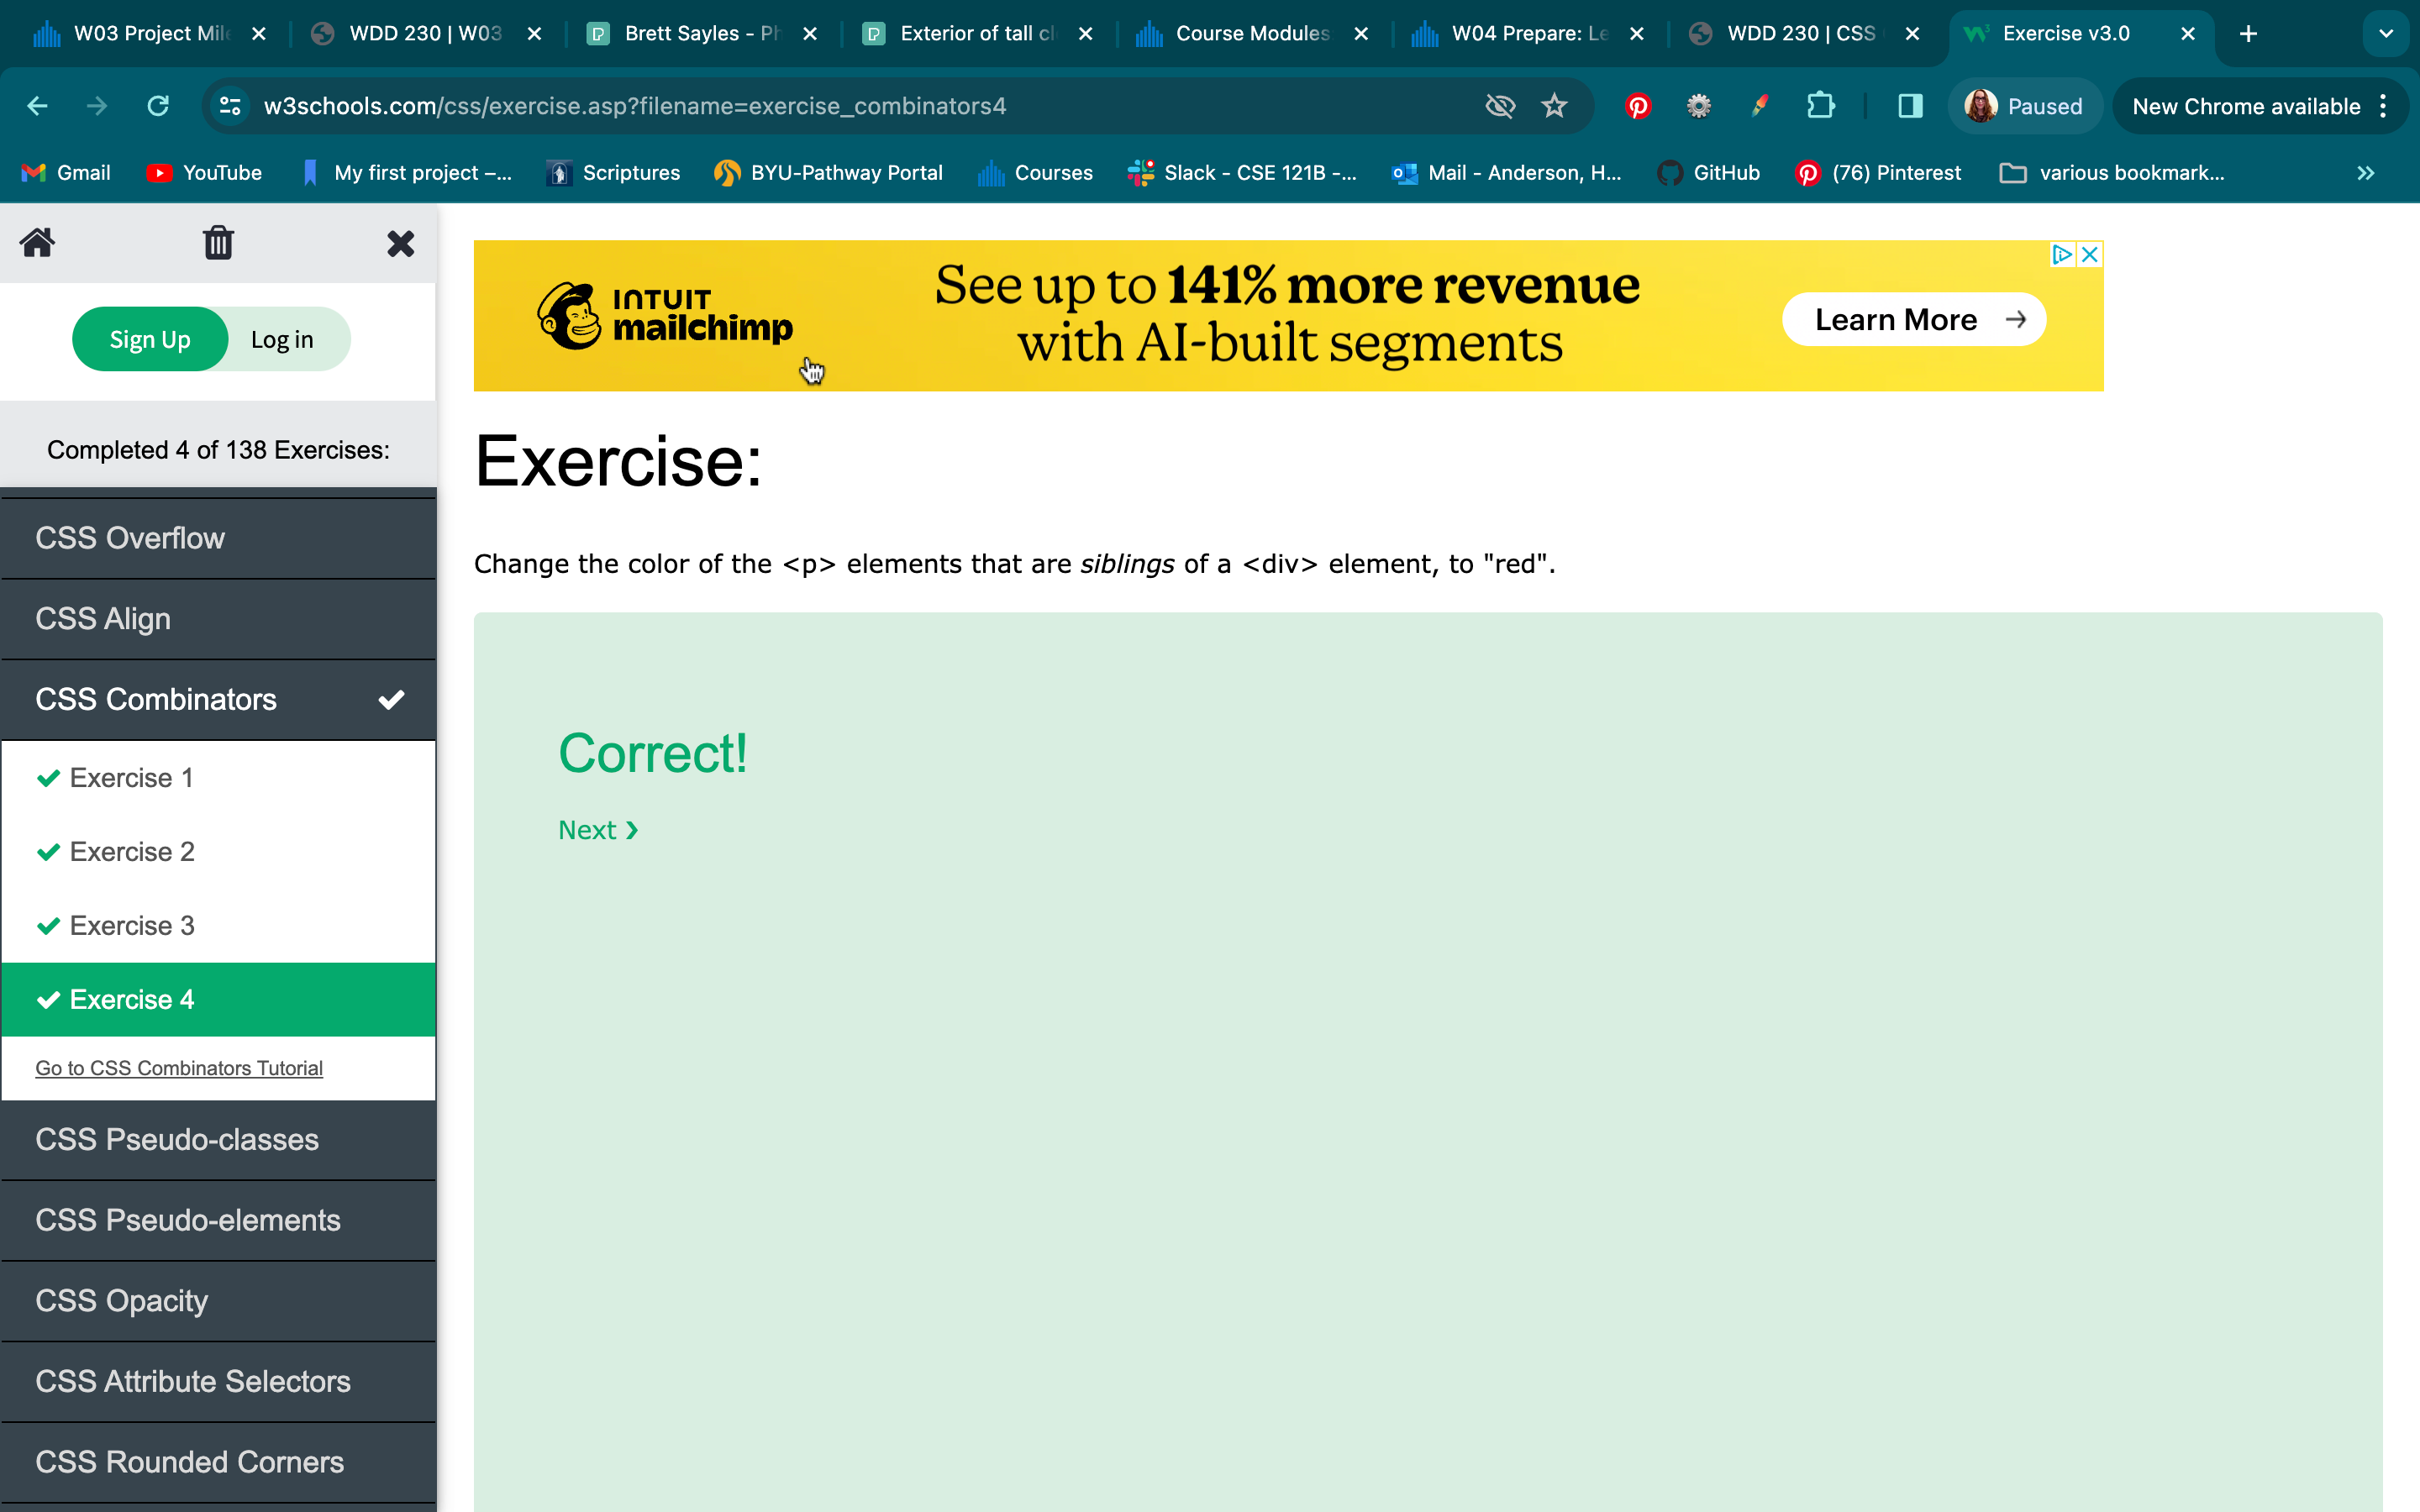 W03 Project Mile
WDD 230 | W03
Brett Sayles - Ph
Exterior of tall cl
Course Modules
W04 Prepare: Le
WDD 230 | CSS
Exercise v3.0
w3schools.com/css/exercise.asp?filename=exercise_combinators4
Paused
New Chrome available
Gmail
YouTube
My first project –...
Scriptures
BYU-Pathway Portal
Courses
Slack - CSE 121B -...
Mail - Anderson, H...
GitHub
(76) Pinterest
various bookmark...
Sign Up
Log in
Completed 4 of 138 Exercises:
CSS Overflow
CSS Align
CSS Combinators
Exercise 1
Exercise 2
Exercise 3
Exercise 4
Go to CSS Combinators Tutorial
CSS Pseudo-classes
CSS Pseudo-elements
CSS Opacity
CSS Attribute Selectors
CSS Rounded Corners
INTUIT
mailchimp
See up to 141% more revenue
with AI-built segments
Learn More →
Exercise:
Change the color of the <p> elements that are siblings of a <div> element, to "red".
Correct!
Next ❯